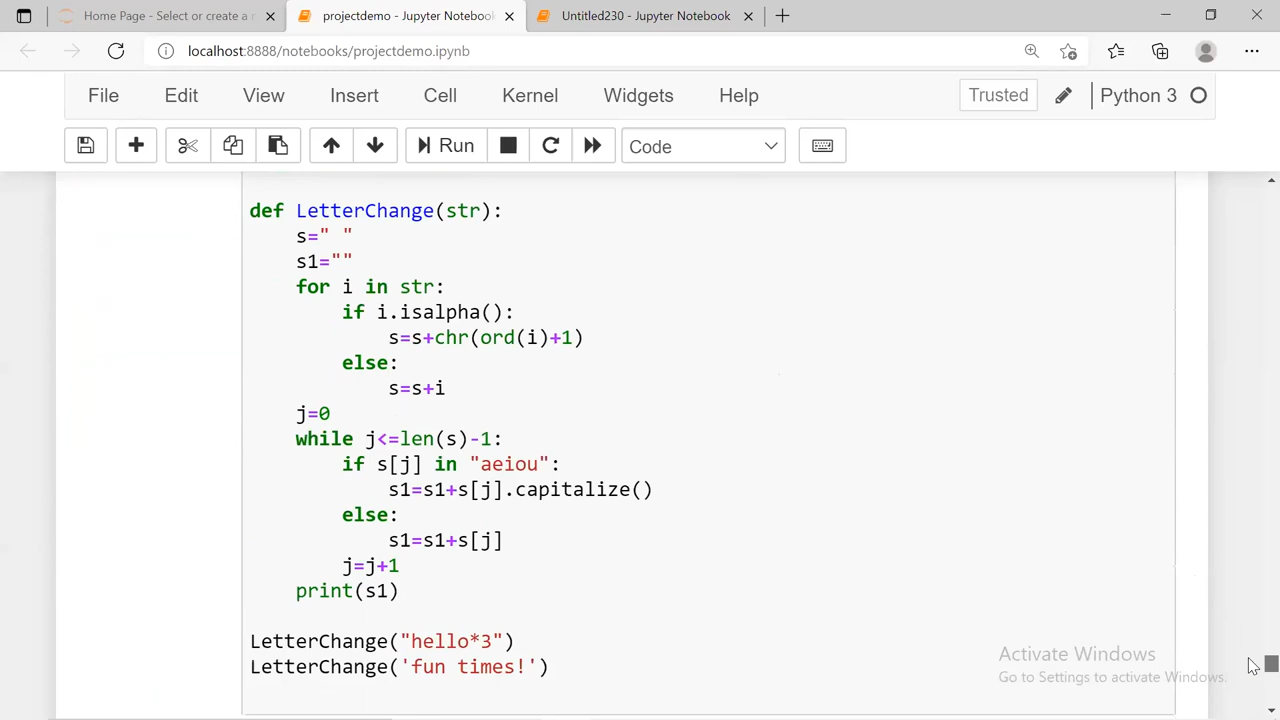 Home Page - Select or create a n
projectdemo - Jupyter Notebook
Untitled230 - Jupyter Notebook
localhost:8888/notebooks/projectdemo.ipynb
File Edit View Insert Cell Kernel Widgets Help Trusted Python 3
Run Code
def LetterChange(str):
    s=" "
    s1=""
    for i in str:
        if i.isalpha():
            s=s+chr(ord(i)+1)
        else:
            s=s+i
    j=0
    while j<=len(s)-1:
        if s[j] in "aeiou":
            s1=s1+s[j].capitalize()
        else:
            s1=s1+s[j]
        j=j+1
    print(s1)
LetterChange("hello*3")
LetterChange('fun times!')
Activate Windows
Go to Settings to activate Windows.